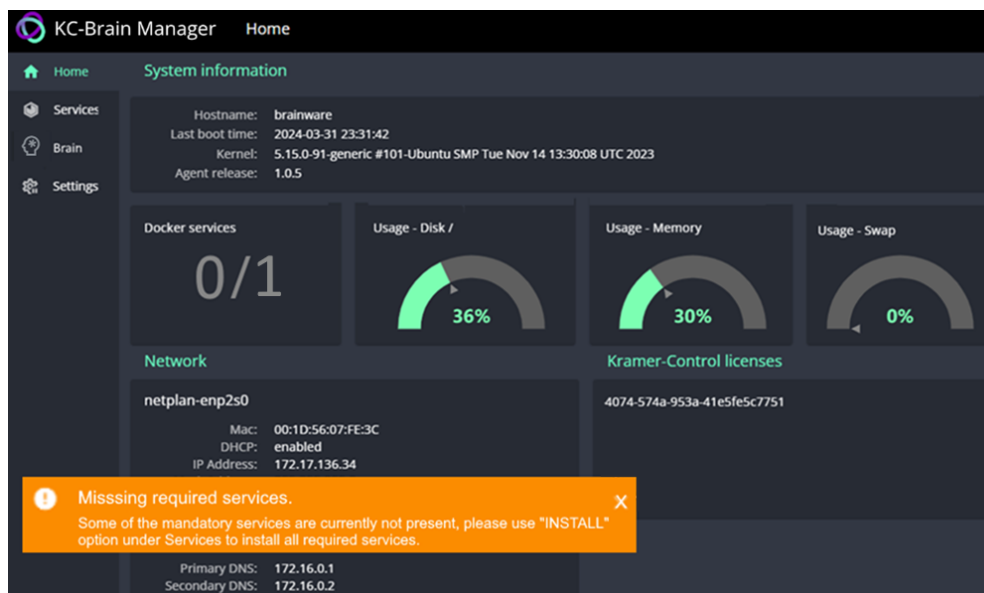 KC-Brain Manager Home
Home
Services
Brain
Settings
System information
Hostname: brainware
Last boot time: 2024-03-31 23:31:42
Kernel: 5.15.0-91-generic #101-Ubuntu SMP Tue Nov 14 13:30:08 UTC 2023
Agent release: 1.0.5
Docker services
0/1
Usage - Disk /
36%
Usage - Memory
30%
Usage - Swap
0%
Network
netplan-enp2s0
Mac: 00:1D:56:07:FE:3C
DHCP: enabled
IP Address: 172.17.136.34
Kramer-Control licenses
4074-574a-953a-41e5fe5c7751
Misssing required services.
X
Some of the mandatory services are currently not present, please use "INSTALL"
option under Services to install all required services.
Primary DNS: 172.16.0.1
Secondary DNS: 172.16.0.2